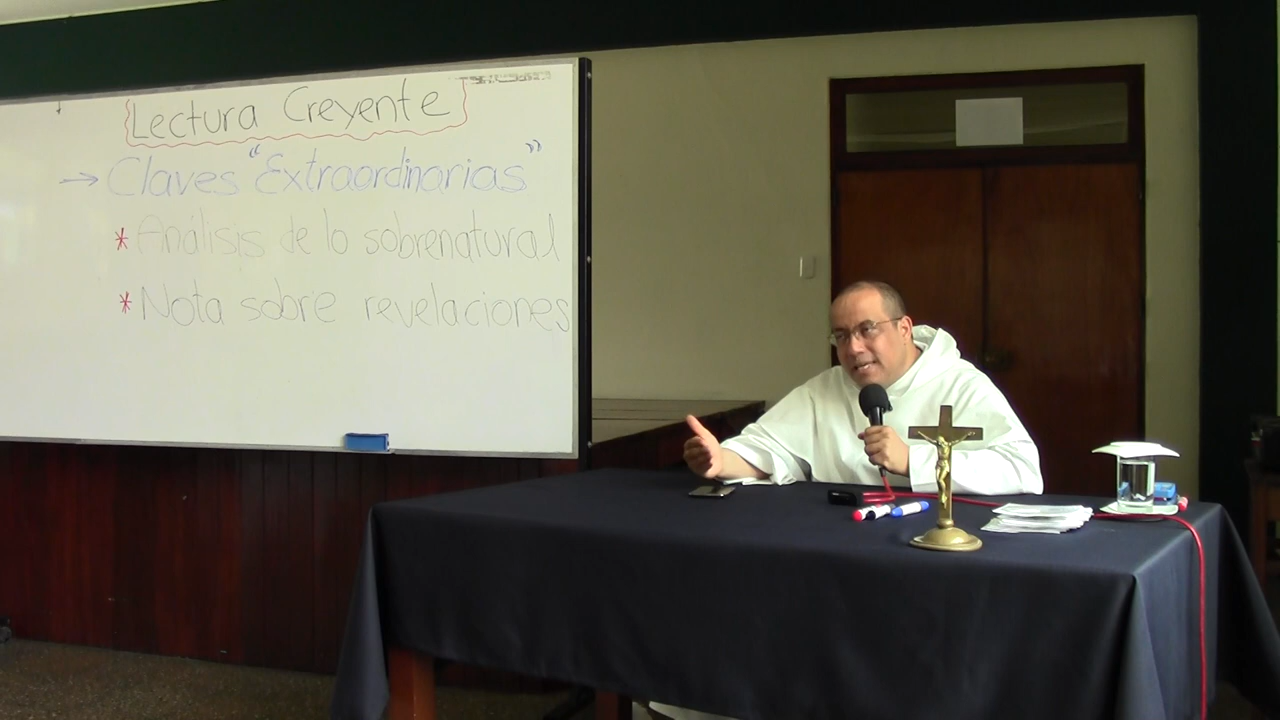 Lectura Creyente
→ Claves "Extraordinarias"
* Análisis de lo sobrenatural
* Nota sobre revelaciones